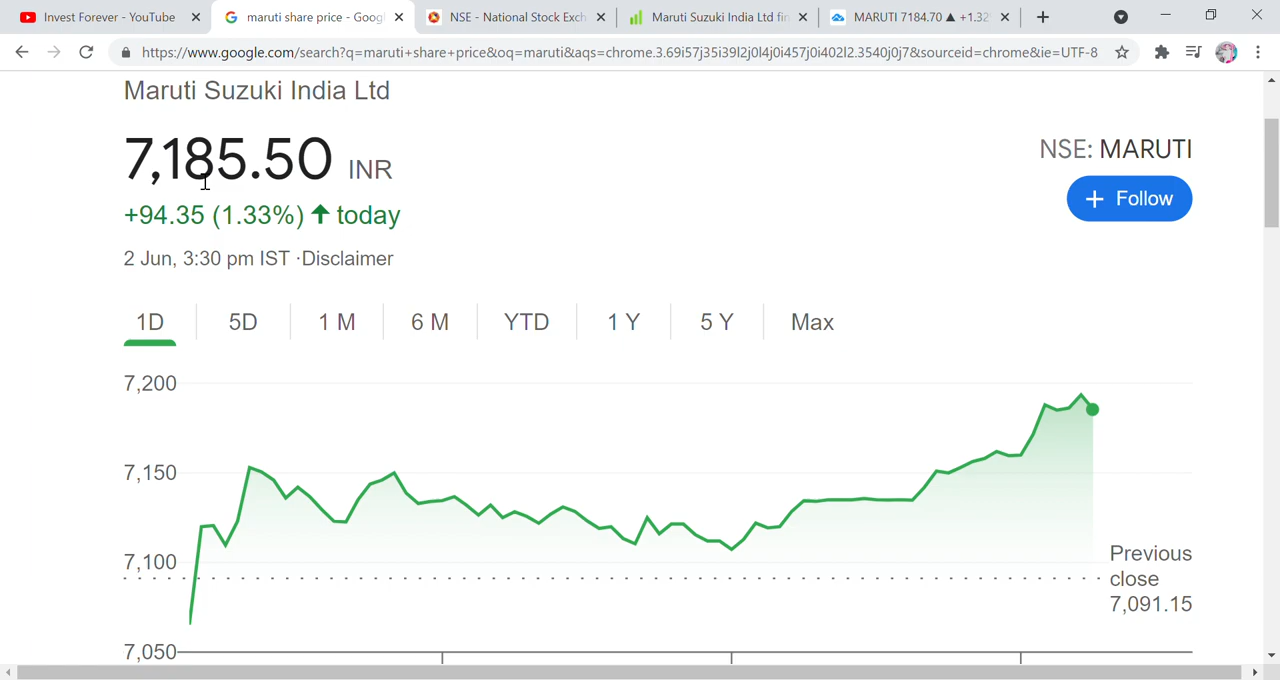 Invest Forever - YouTube
maruti share price - Goog
NSE - National Stock Exch
Maruti Suzuki India Ltd fin
MARUTI 7184.70 ▲ +1.32
https://www.google.com/search?q=maruti+share+price&oq=maruti&aqs=chrome.3.69i57j35i39l2j0l4j0i457j0i402l2.3540j0j7&sourceid=chrome&ie=UTF-8
Maruti Suzuki India Ltd
7,185.50 INR
NSE: MARUTI
+ Follow
+94.35 (1.33%) ↑ today
2 Jun, 3:30 pm IST ·Disclaimer
1D 5D 1 M 6 M YTD 1 Y 5 Y Max
7,200
7,150
7,100
7,050
Previous
close
7,091.15